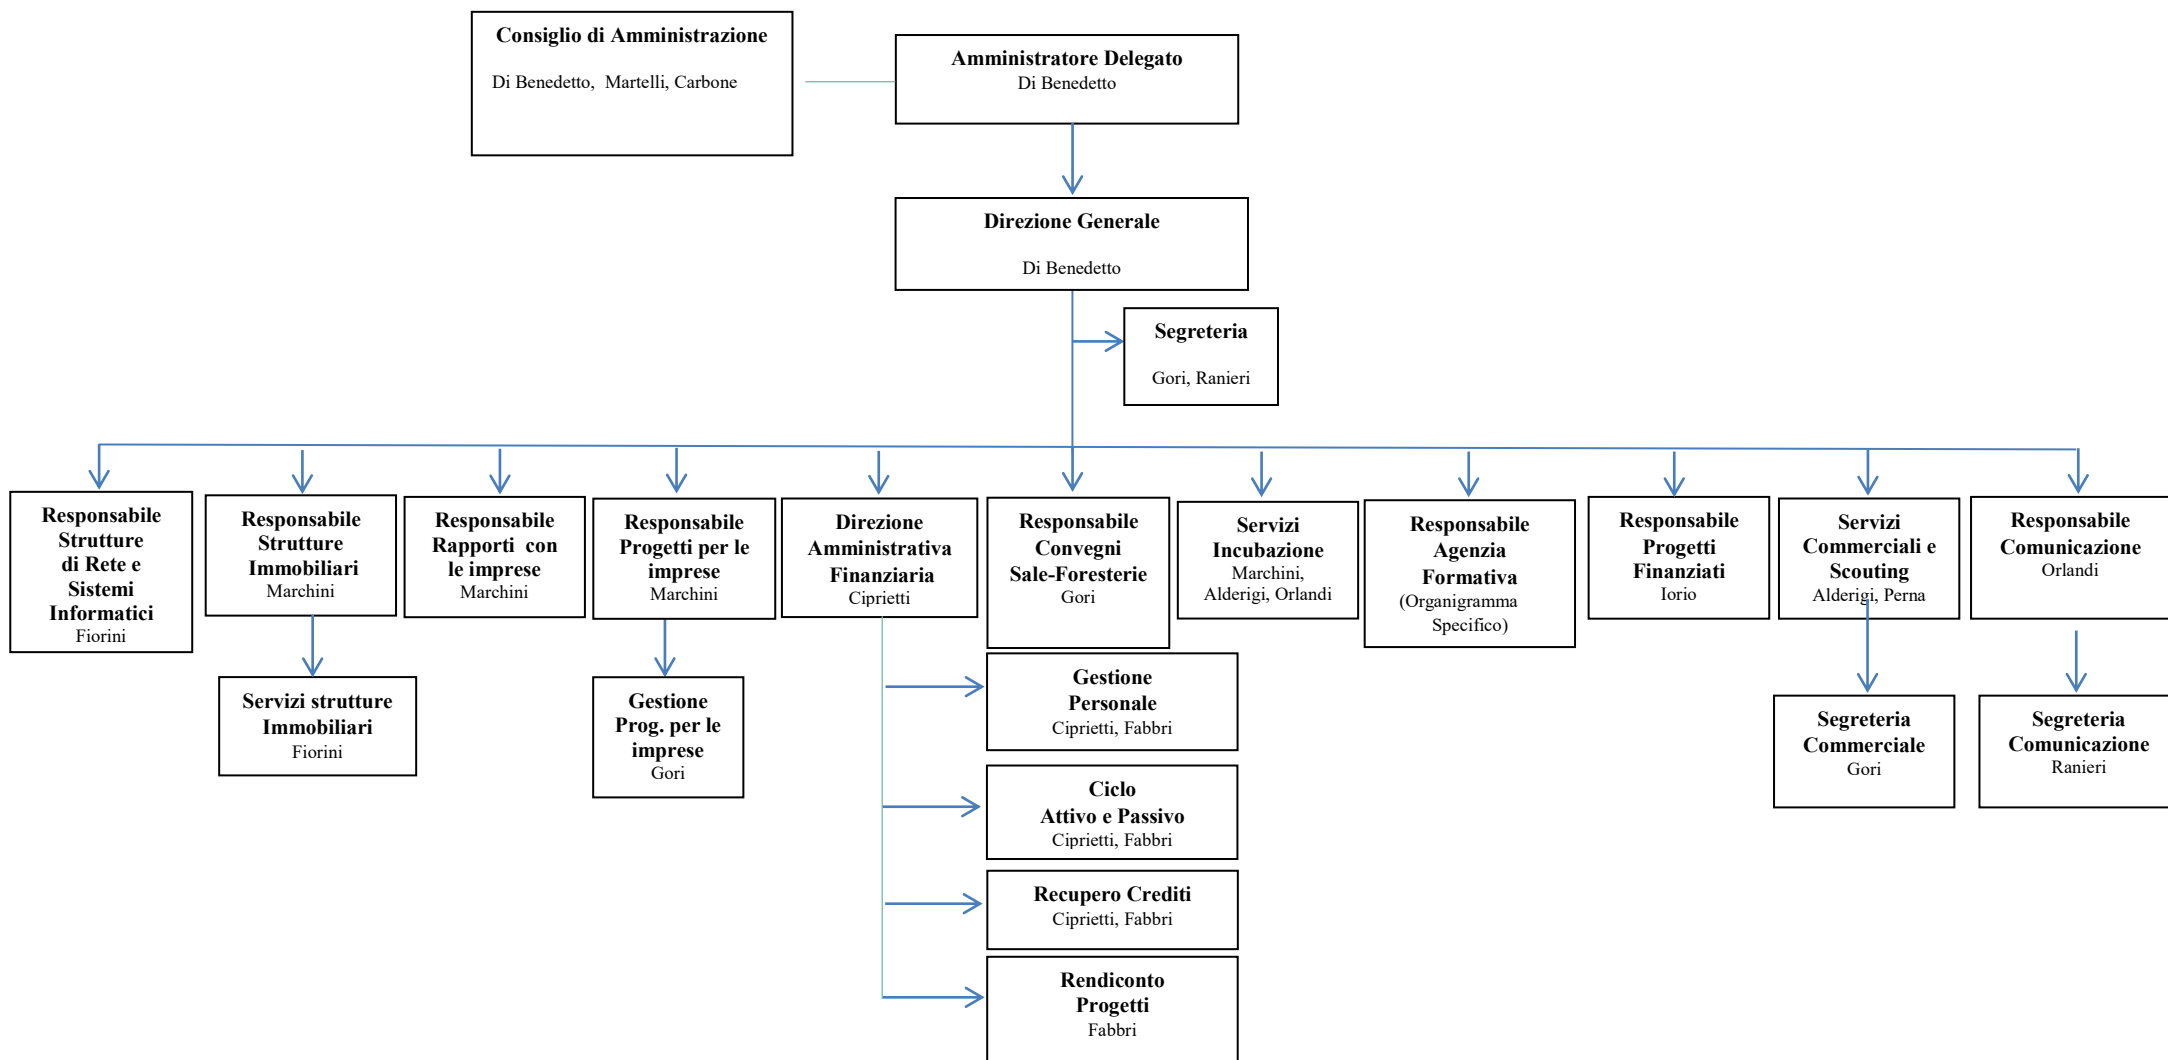 Consiglio di Amministrazione
Di Benedetto, Martelli, Carbone
Amministratore Delegato
Di Benedetto
Direzione Generale
Di Benedetto
Segreteria
Gori, Ranieri
Responsabile
Strutture
di Rete e
Sistemi
Informatici
Fiorini
Responsabile
Strutture
Immobiliari
Marchini
Responsabile
Rapporti con
le imprese
Marchini
Responsabile
Progetti per le
imprese
Marchini
Direzione
Amministrativa
Finanziaria
Ciprietti
Responsabile
Convegni
Sale-Foresterie
Gori
Servizi
Incubazione
Marchini,
Alderigi, Orlandi
Responsabile
Agenzia
Formativa
(Organigramma
Specifico)
Responsabile
Progetti
Finanziati
Iorio
Servizi
Commerciali e
Scouting
Alderigi, Perna
Responsabile
Comunicazione
Orlandi
Servizi strutture
Immobiliari
Fiorini
Gestione
Prog. per le
imprese
Gori
Gestione
Personale
Ciprietti, Fabbri
Ciclo
Attivo e Passivo
Ciprietti, Fabbri
Recupero Crediti
Ciprietti, Fabbri
Rendiconto
Progetti
Fabbri
Segreteria
Commerciale
Gori
Segreteria
Comunicazione
Ranieri